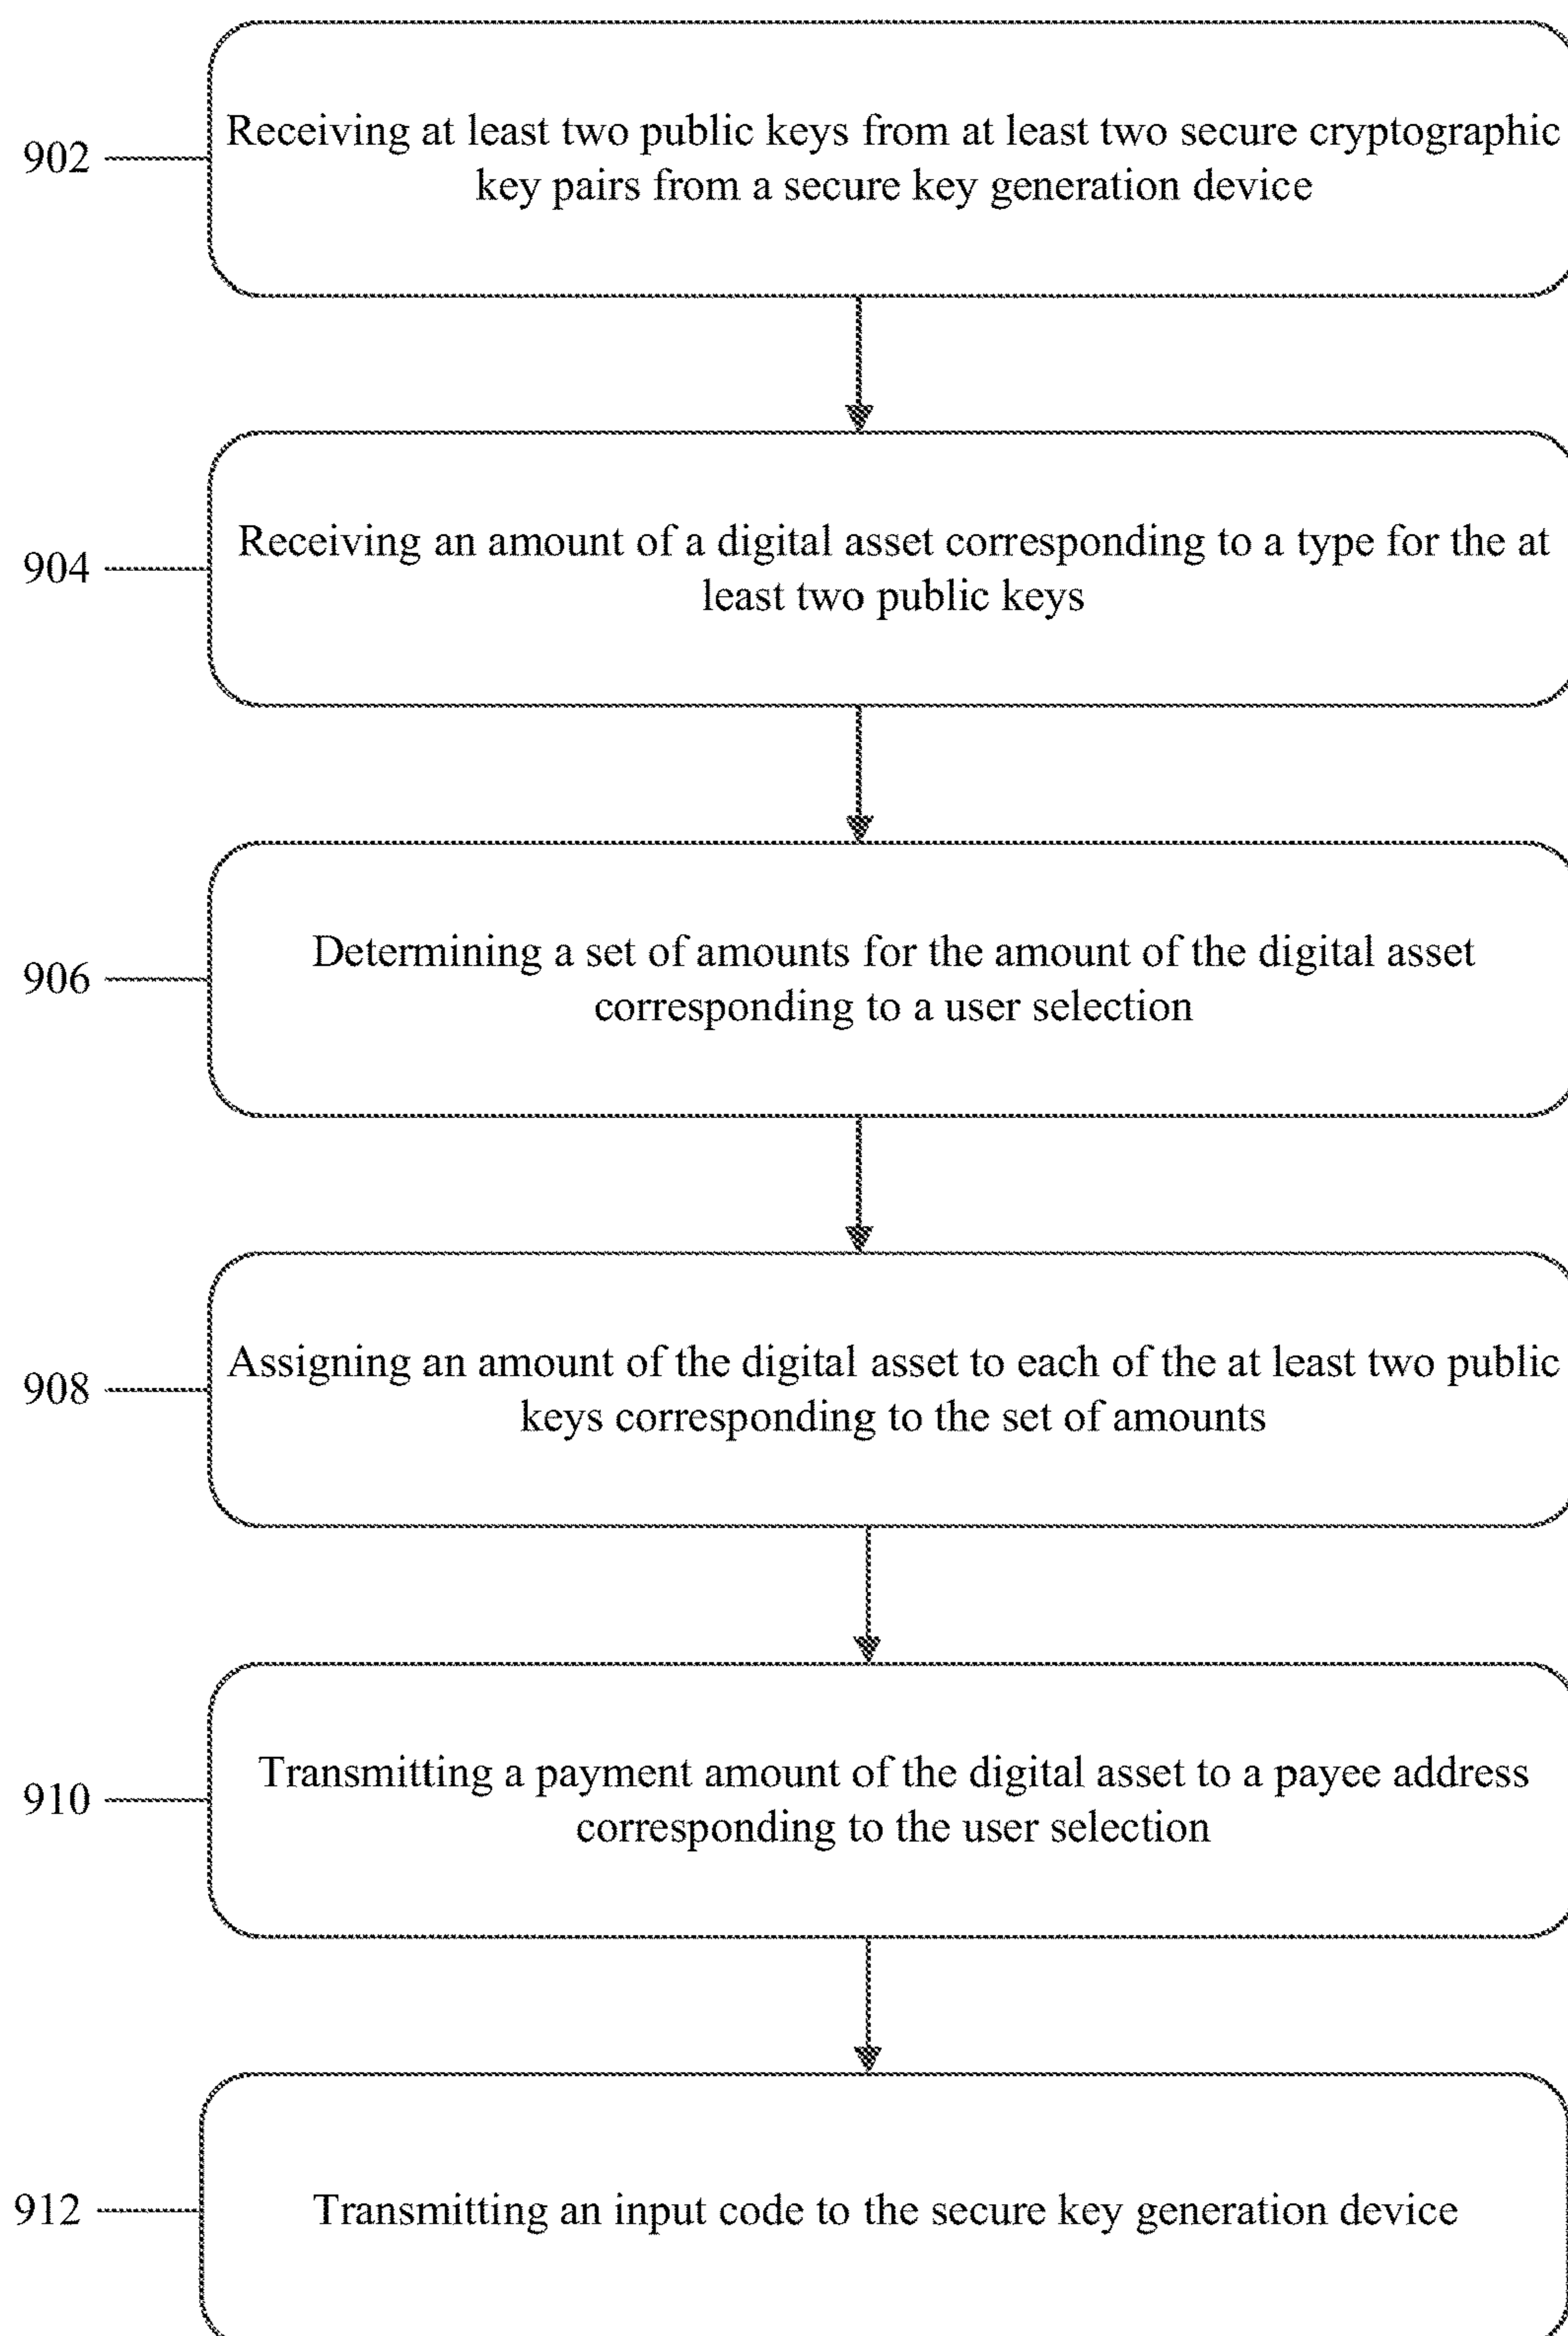 902
Receiving at least two public keys from at least two secure cryptographic
key pairs from a secure key generation device
904
Receiving an amount of a digital asset corresponding to a type for the at
least two public keys
906
Determining a set of amounts for the amount of the digital asset
corresponding to a user selection
908
Assigning an amount of the digital asset to each of the at least two public
keys corresponding to the set of amounts
910
Transmitting a payment amount of the digital asset to a payee address
corresponding to the user selection
912
Transmitting an input code to the secure key generation device